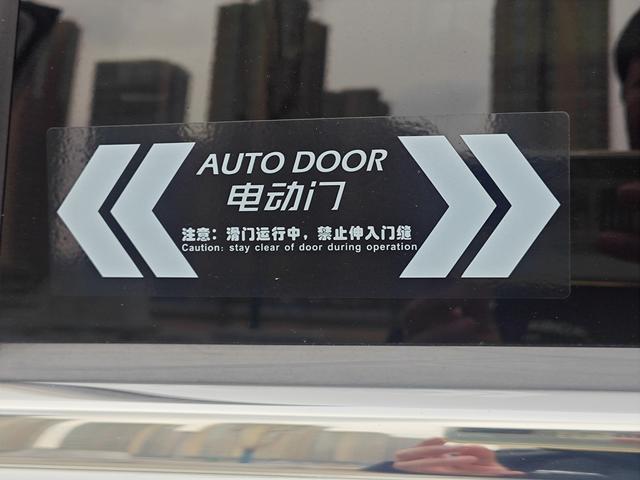 AUTO DOOR
电动门
注意：滑门运行中，禁止伸入门缝
Caution: stay clear of door during operation